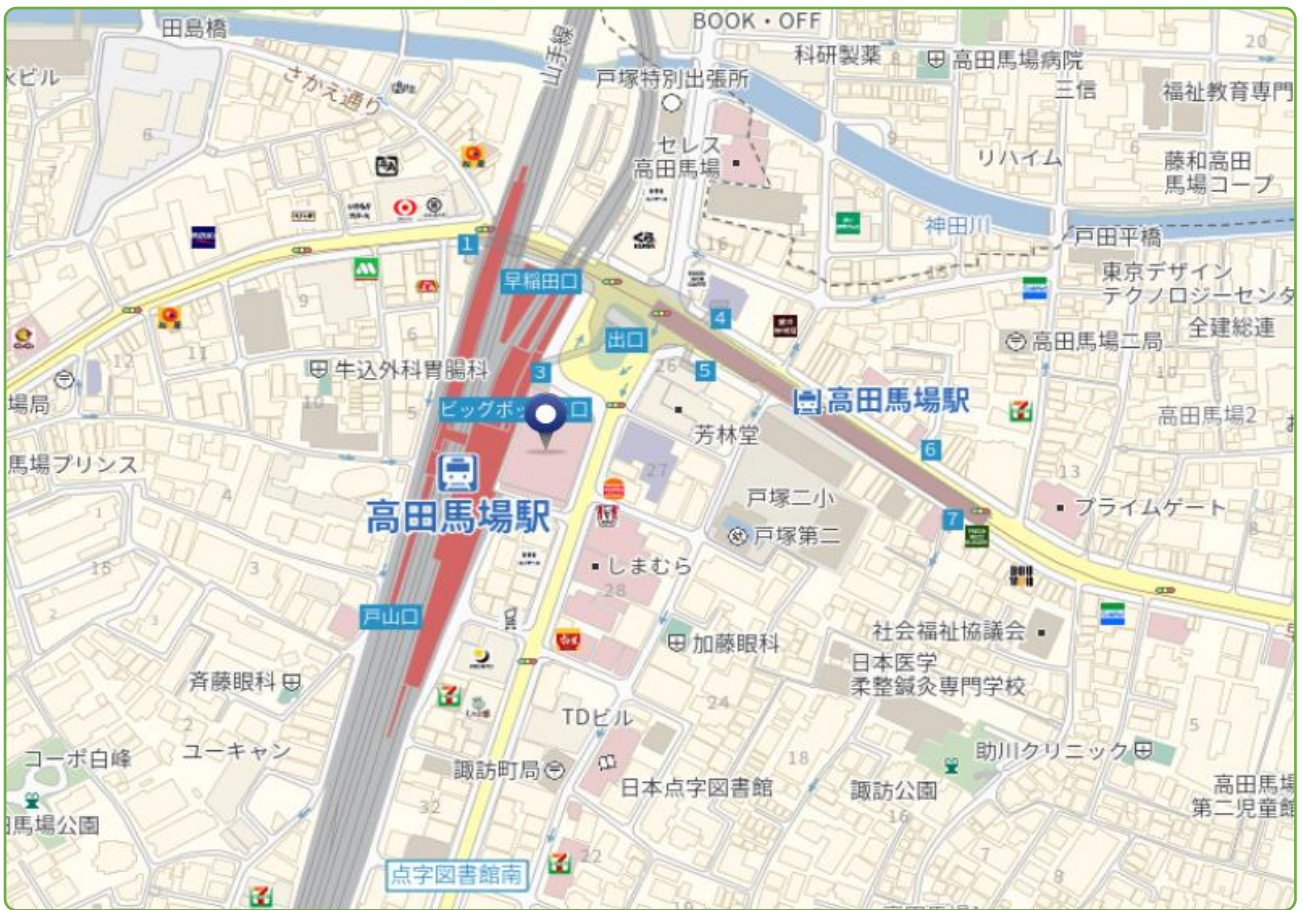 田島橋
BOOK・OFF
山手線
科研製薬
高田馬場病院
20
ビル
さかえ通り
戸塚特別出張所
三信
福祉教育専門
6
1
9
7
6
セレス
高田馬場
リハイム
藤和高田
馬場コープ
7
神田川
戸田平橋
1
16
早稲田口
東京デザイン
テクノロジーセンタ
9
4
全建総連
出口
高田馬場二局
6
12
11
牛込外科胃腸科
3
26
5
10
場局
10
5
ビッグボッ
口
高田馬場駅
高田馬場2
芳林堂
6
馬場プリンス
27
13
4
戸塚二小
プライムゲート
高田馬場駅
7
戸塚第二
1
8
15
3
しまむら
28
2
3
戸山口
社会福祉協議会
加藤眼科
日本医学
柔整鍼灸専門学校
斉藤眼科
24
2
TDビル
5
コーポ白峰
ユーキャン
18
助川クリニック
諏訪町局
日本点字図書館
諏訪公園
高田馬場
第二児童館
馬場公園
32
16
7
22
点字図書館南
8